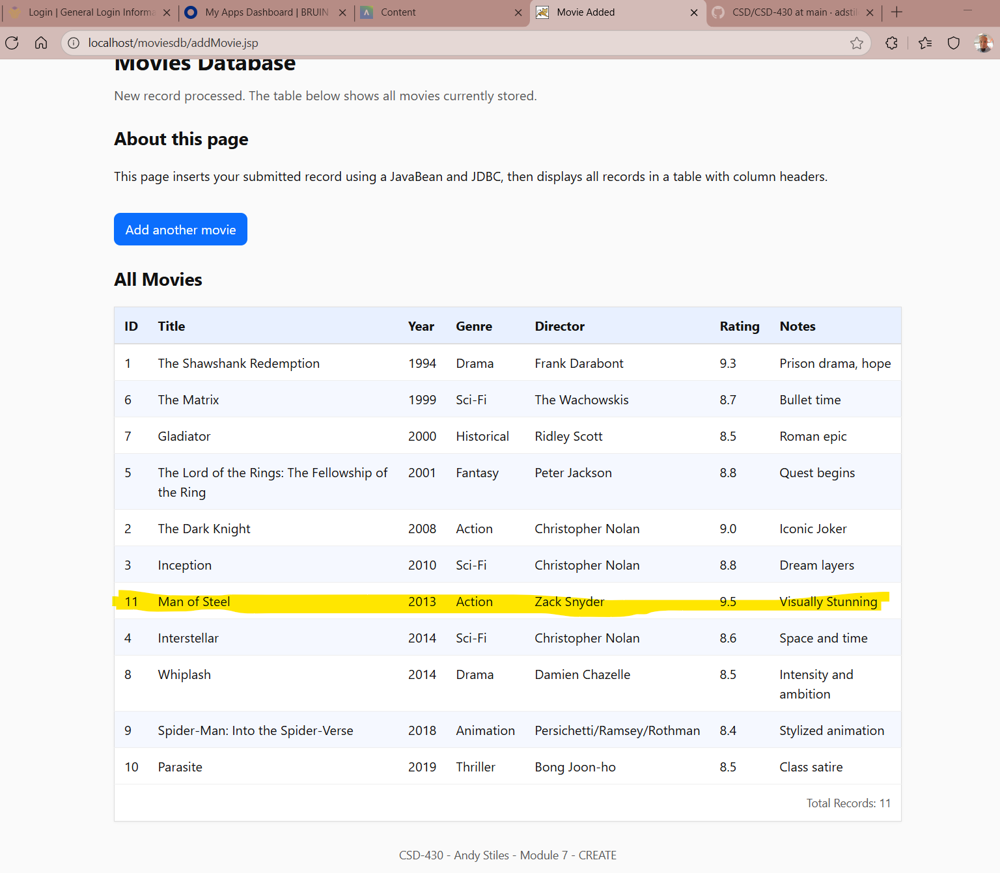 Login | General Login Informa
My Apps Dashboard | BRUIN
Content
Movie Added
CSD/CSD-430 at main · adstil
localhost/moviesdb/addMovie.jsp
Movies Database
New record processed. The table below shows all movies currently stored.
About this page
This page inserts your submitted record using a JavaBean and JDBC, then displays all records in a table with column headers.
Add another movie
All Movies
ID Title Year Genre Director Rating Notes
1 The Shawshank Redemption 1994 Drama Frank Darabont 9.3 Prison drama, hope
6 The Matrix 1999 Sci-Fi The Wachowskis 8.7 Bullet time
7 Gladiator 2000 Historical Ridley Scott 8.5 Roman epic
5 The Lord of the Rings: The Fellowship of 2001 Fantasy Peter Jackson 8.8 Quest begins
the Ring
2 The Dark Knight 2008 Action Christopher Nolan 9.0 Iconic Joker
3 Inception 2010 Sci-Fi Christopher Nolan 8.8 Dream layers
11 Man of Steel 2013 Action Zack Snyder 9.5 Visually Stunning
4 Interstellar 2014 Sci-Fi Christopher Nolan 8.6 Space and time
8 Whiplash 2014 Drama Damien Chazelle 8.5 Intensity and
ambition
9 Spider-Man: Into the Spider-Verse 2018 Animation Persichetti/Ramsey/Rothman 8.4 Stylized animation
10 Parasite 2019 Thriller Bong Joon-ho 8.5 Class satire
Total Records: 11
CSD-430 - Andy Stiles - Module 7 - CREATE